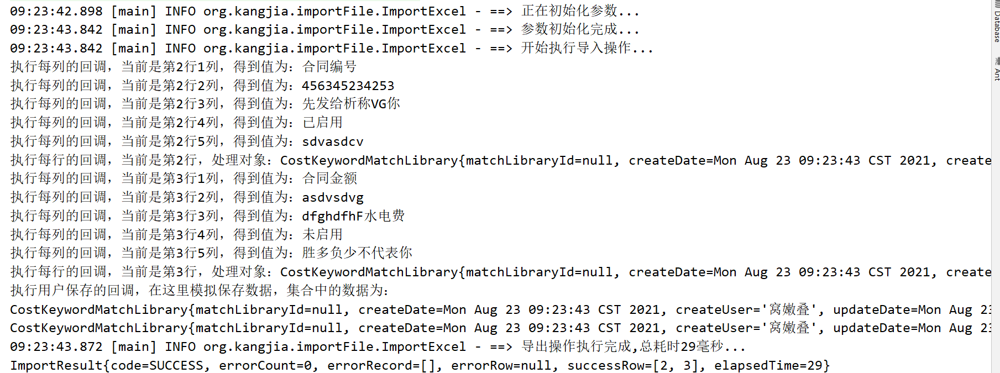 09:23:42.898 [main] INFO org.kangjia.importFile.ImportExcel - ==> 正在初始化参数...
09:23:43.842 [main] INFO org.kangjia.importFile.ImportExcel - ==> 参数初始化完成...
09:23:43.842 [main] INFO org.kangjia.importFile.ImportExcel - ==> 开始执行导入操作...
执行每列的回调，当前是第2行1列，得到值为：合同编号
执行每列的回调，当前是第2行2列，得到值为：456345234253
执行每列的回调，当前是第2行3列，得到值为：先发给析称VG你
执行每列的回调，当前是第2行4列，得到值为：已启用
执行每列的回调，当前是第2行5列，得到值为：sdvasdcv
执行每行的回调，当前是第2行，处理对象：CostKeywordMatchLibrary{matchLibraryId=null, createDate=Mon Aug 23 09:23:43 CST 2021, create
执行每列的回调，当前是第3行1列，得到值为：合同金额
执行每列的回调，当前是第3行2列，得到值为：asdvsdvg
执行每列的回调，当前是第3行3列，得到值为：dfghdfhF水电费
执行每列的回调，当前是第3行4列，得到值为：未启用
执行每列的回调，当前是第3行5列，得到值为：胜多负少不代表你
执行每行的回调，当前是第3行，处理对象：CostKeywordMatchLibrary{matchLibraryId=null, createDate=Mon Aug 23 09:23:43 CST 2021, create
执行用户保存的回调，在这里模拟保存数据，集合中的数据为：
CostKeywordMatchLibrary{matchLibraryId=null, createDate=Mon Aug 23 09:23:43 CST 2021, createUser='窝嫩叠', updateDate=Mon Aug 23
CostKeywordMatchLibrary{matchLibraryId=null, createDate=Mon Aug 23 09:23:43 CST 2021, createUser='窝嫩叠', updateDate=Mon Aug 23
09:23:43.872 [main] INFO org.kangjia.importFile.ImportExcel - ==> 导出操作执行完成,总耗时29毫秒...
ImportResult{code=SUCCESS, errorCount=0, errorRecord=[], errorRow=null, successRow=[2, 3], elapsedTime=29}
Database
Ant